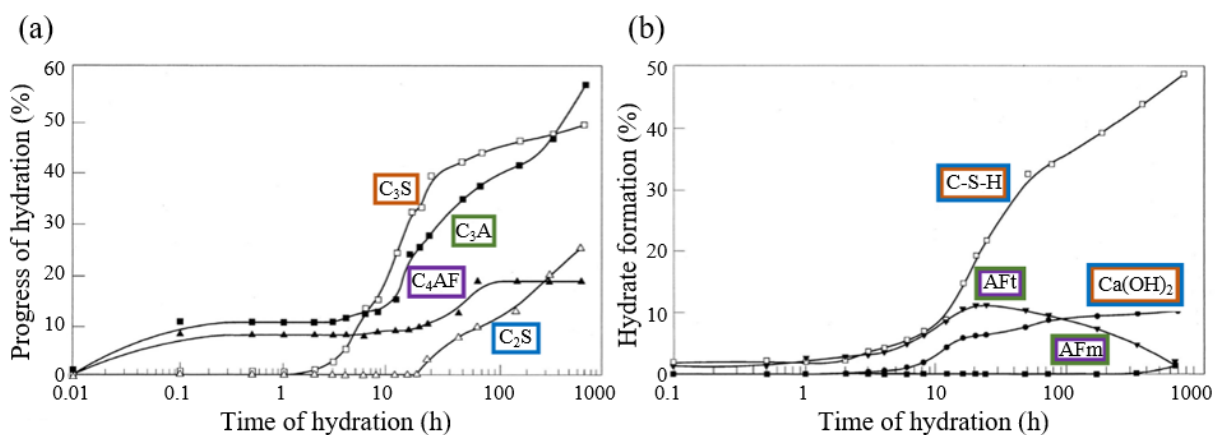 (a)
60
50
40
30
20
10
0
Progress of hydration (%)
C₃S
C₃A
C₄AF
C₂S
0.01
0.1
1
10
100
1000
Time of hydration (h)
(b)
50
40
30
20
10
0
Hydrate formation (%)
C-S-H
AFt
Ca(OH)₂
AFm
0.1
1
10
100
1000
Time of hydration (h)